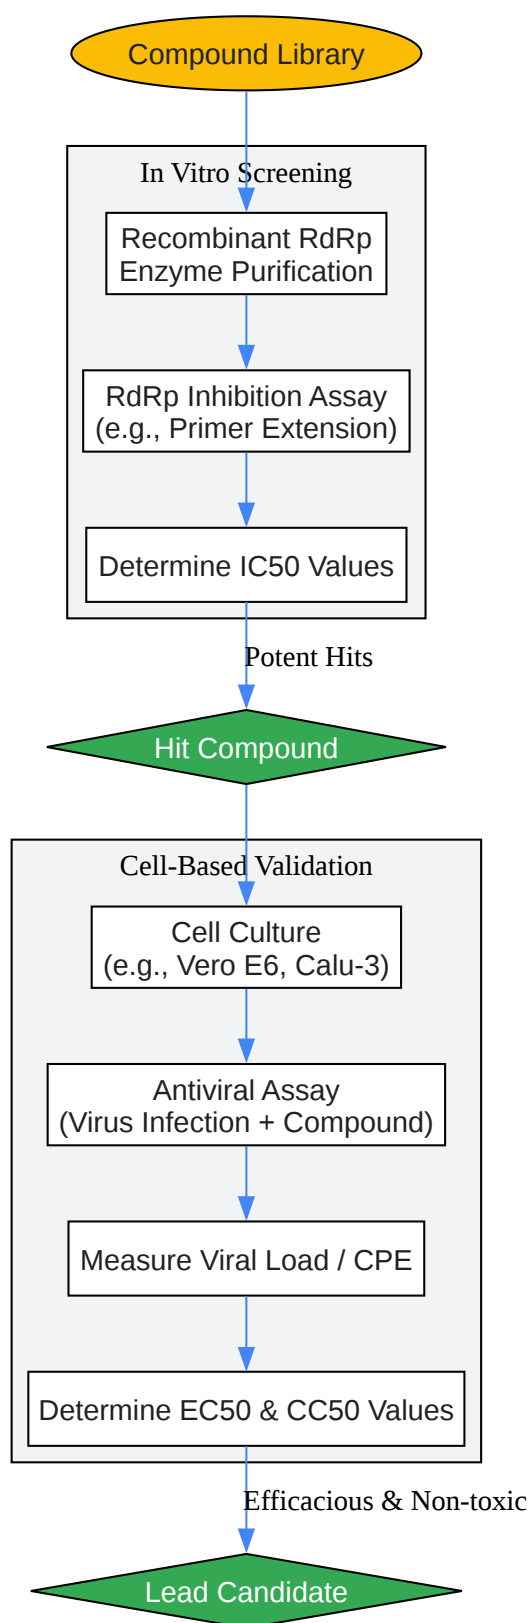 Compound Library
In Vitro Screening
Recombinant RdRp
Enzyme Purification
RdRp Inhibition Assay
(e.g., Primer Extension)
Determine IC50 Values
Potent Hits
Hit Compound
Cell-Based Validation
Cell Culture
(e.g., Vero E6, Calu-3)
Antiviral Assay
(Virus Infection + Compound)
Measure Viral Load / CPE
Determine EC50 & CC50 Values
Efficacious & Non-toxic
Lead Candidate